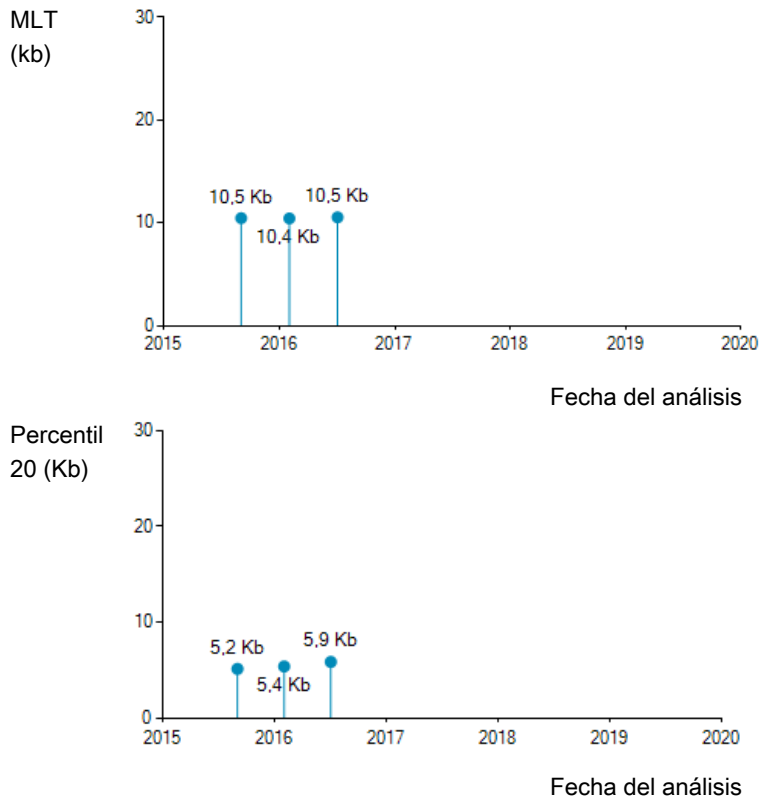 MLT
(kb)
30
20
10,5 Kb
10,5 Kb
10
10,4 Kb
0
2015
2016
2017
2018
2019
2020
Fecha del análisis
Percentil
20 (Kb)
30
20
10
5,2 Kb
5,9 Kb
5,4 Kb
0
2015
2016
2017
2018
2019
2020
Fecha del análisis